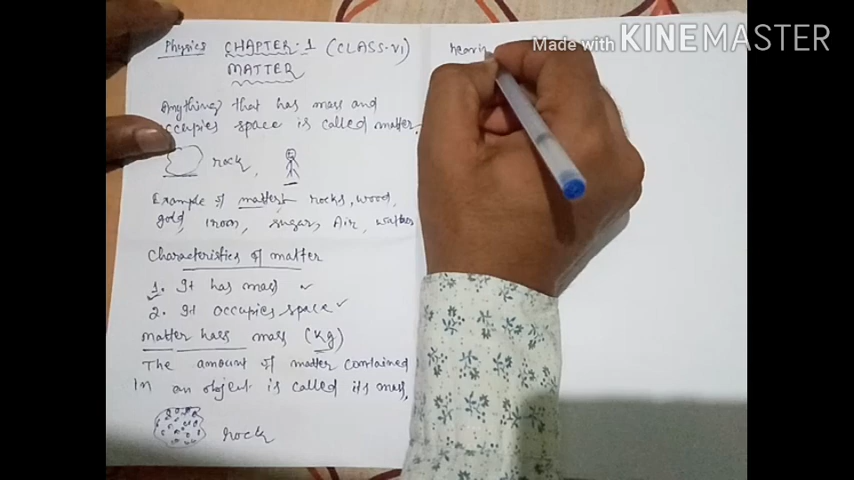 Physics CHAPTER-1 (CLASS-VI)
MATTER
Anything that has mass and
occupies space is called matter.
rock,
Example of matter rocks, wood,
gold, Iron, sugar, Air, water
Characteristics of matter
1. It has mass
2. It occupies space
matter hass mass (Kg)
The amount of matter contained
In an object is called its mass.
rock
Made with KINEMASTER